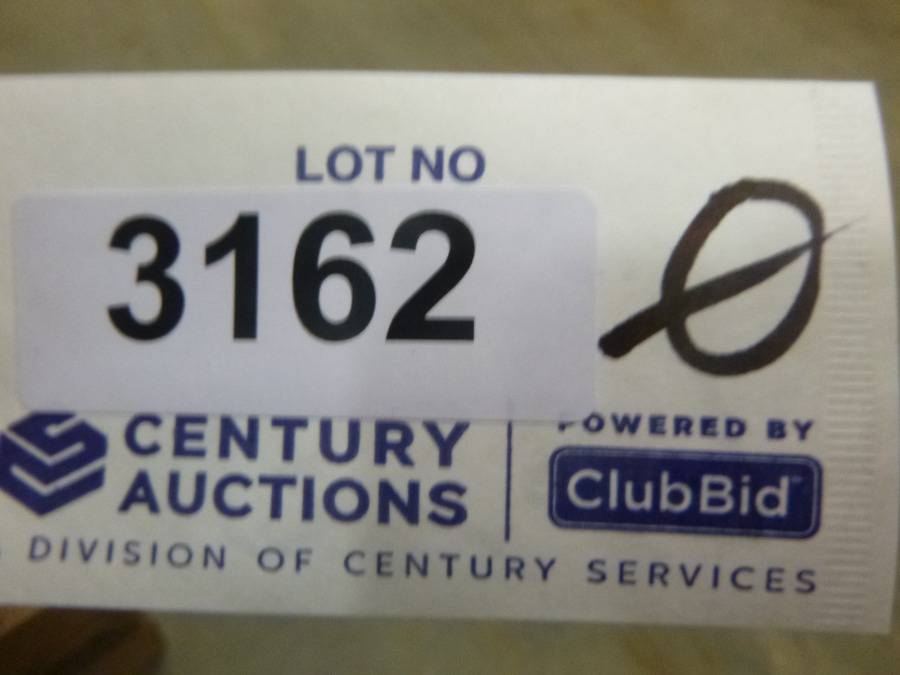 LOT NO
3162 Ø
CENTURY
AUCTIONS
POWERED BY
ClubBid
DIVISION OF CENTURY SERVICES